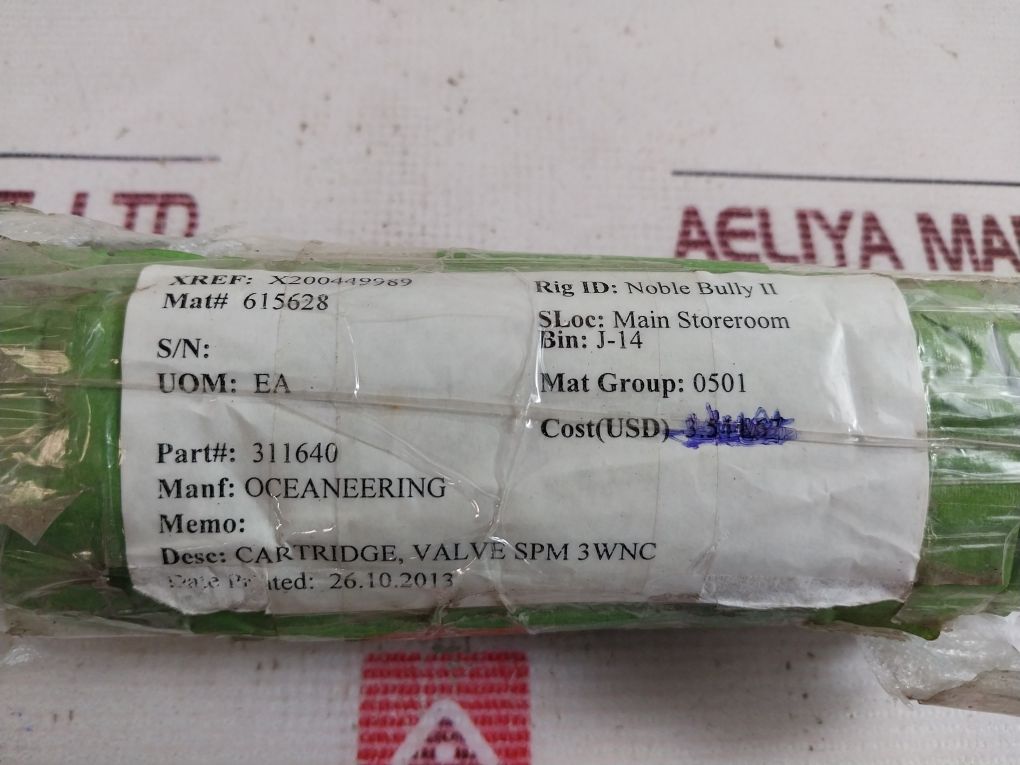 LTD
AELIYA MA
XREF: X200449989
Mat# 615628
S/N:
UOM: EA
Part#: 311640
Manf: OCEANEERING
Memo:
Desc: CARTRIDGE, VALVE SPM 3WNC
Date Printed: 26.10.2013
Rig ID: Noble Bully II
SLoc: Main Storeroom
Bin: J-14
Mat Group: 0501
Cost(USD)